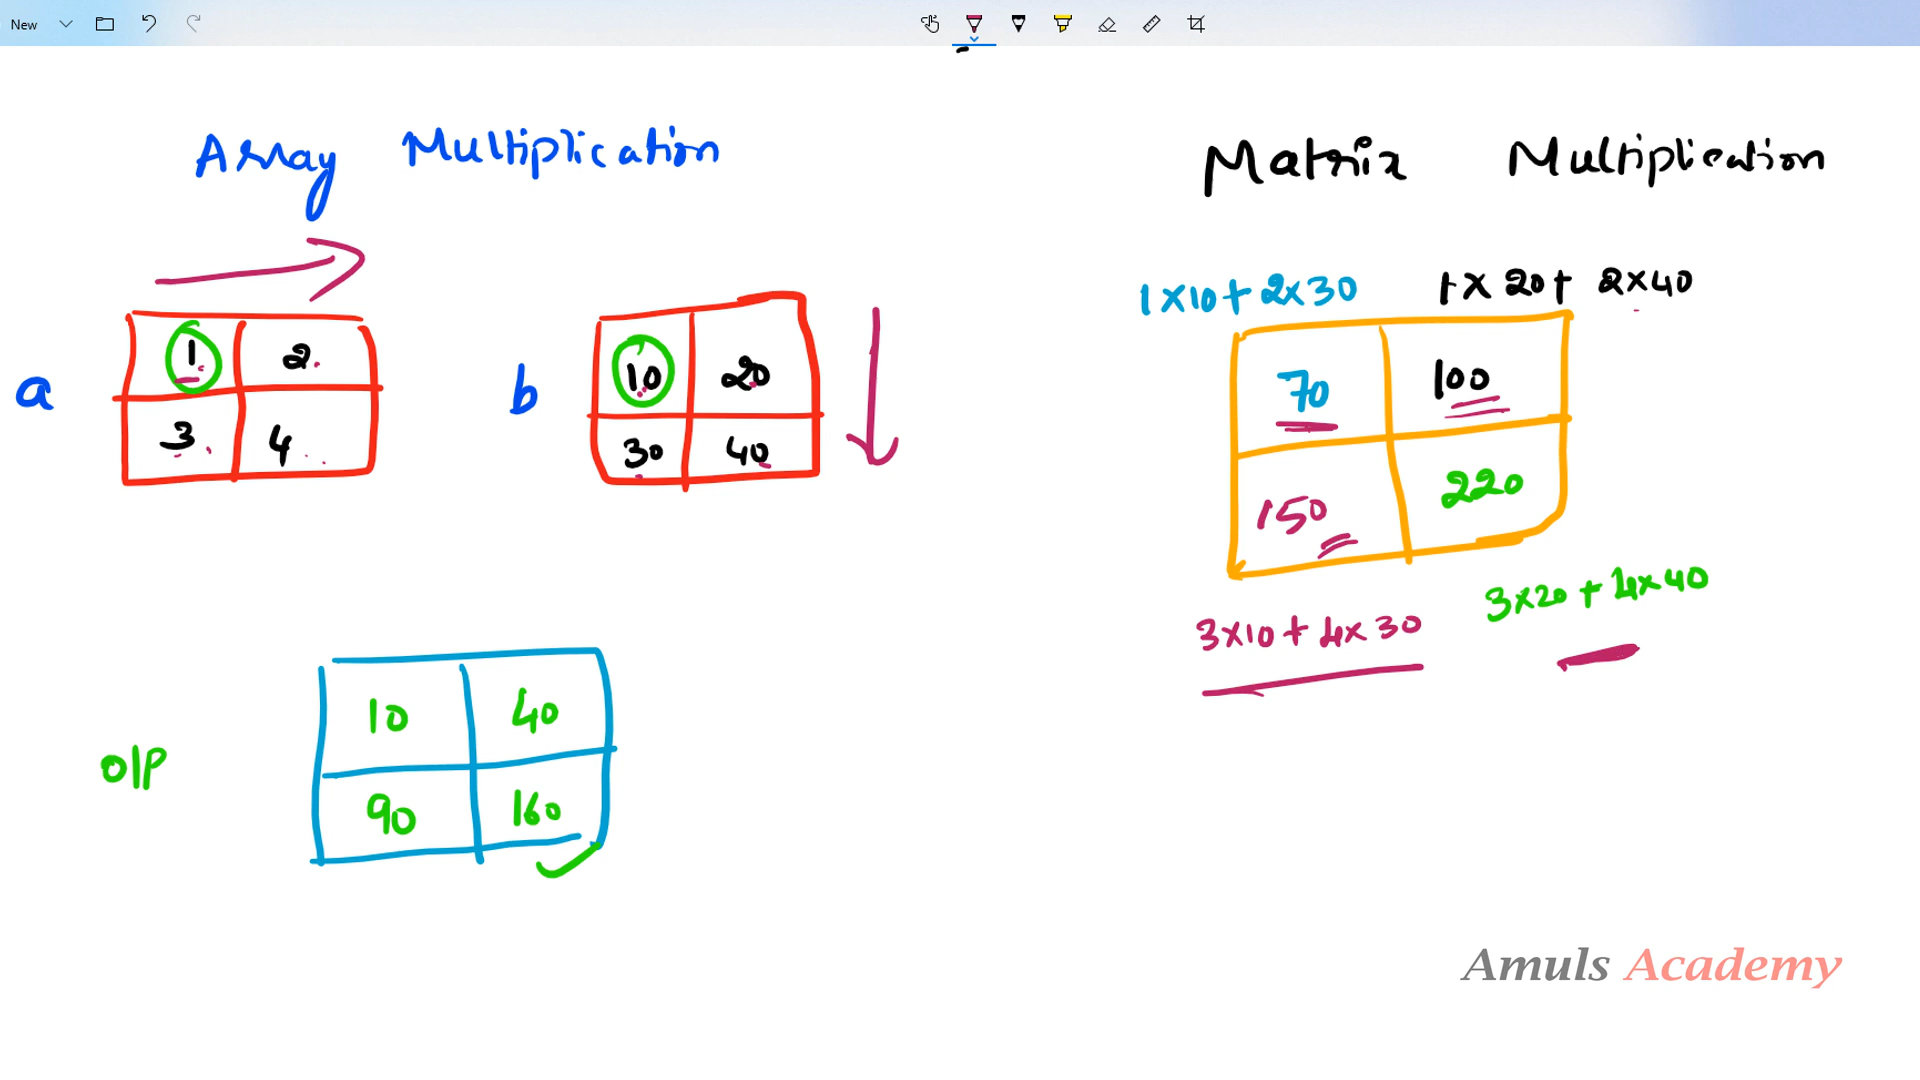 New
Array Multiplication
Matrix Multiplication
1x10+2x30 1x20+2x40
a
1 2
3 4
b
10 20
30 40
70 100
150 220
3x10+4x30 3x20+4x40
O/P
10 40
90 160
Amuls Academy